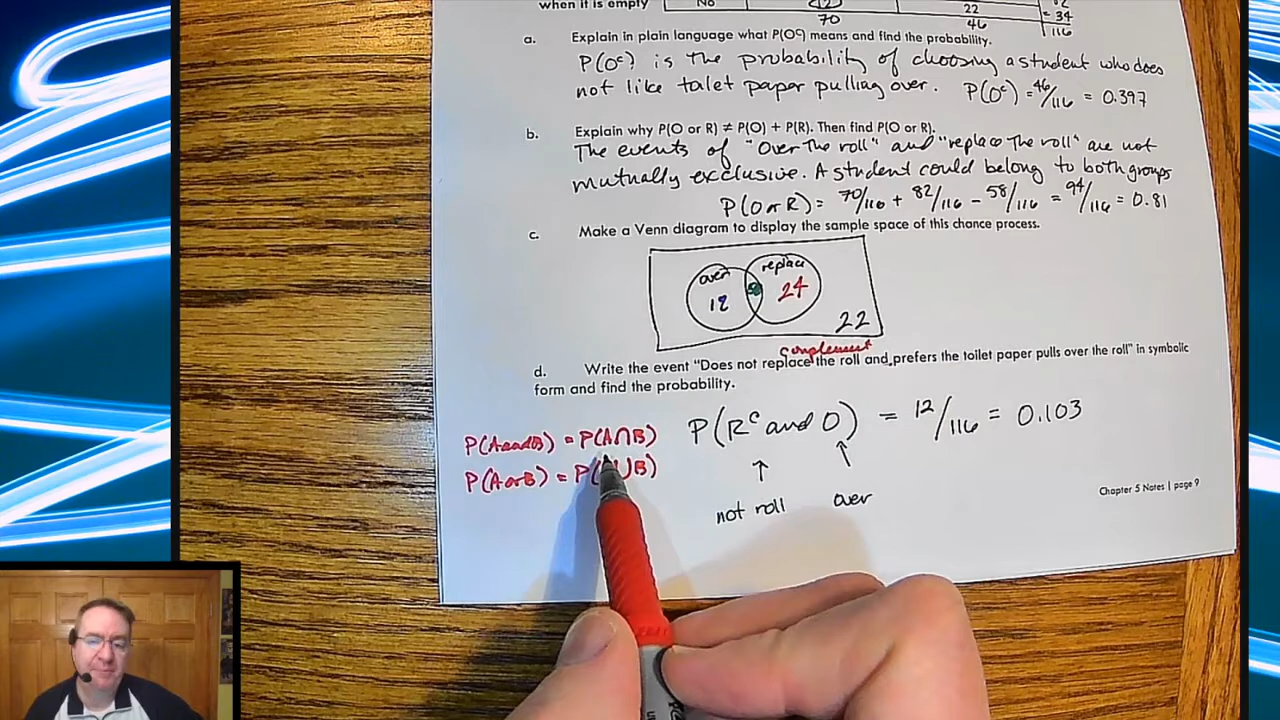 when it is empty No 12 22 = 34
70 46 116
a. Explain in plain language what P(Oᶜ) means and find the probability.
P(Oᶜ) is the probability of choosing a student who does
not like toilet paper pulling over. P(Oᶜ) = 46/116 = 0.397
b. Explain why P(O or R) ≠ P(O) + P(R). Then find P(O or R).
The events of "Over the roll" and "replace the roll" are not
mutually exclusive. A student could belong to both groups
P(O or R) = 70/116 + 82/116 - 58/116 = 94/116 = 0.81
c. Make a Venn diagram to display the sample space of this chance process.
over replace
12 24
22
complement
d. Write the event "Does not replace the roll and prefers the toilet paper pulls over the roll" in symbolic
form and find the probability.
P(A and B) = P(A∩B) P(Rᶜ and O) = 12/116 = 0.103
P(A or B) = P( ∪B)
↑ ↑
not roll over
Chapter 5 Notes | page 9